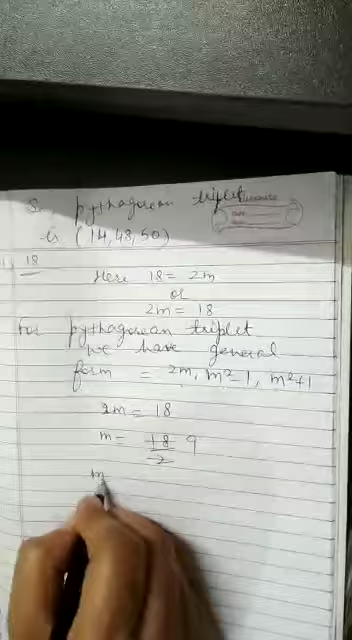 So pythagorean triplet
is (14, 48, 50)
18
Here 18 = 2m
or
2m = 18
For pythagorean triplet
we have general
form = 2m, m²-1, m²+1
2m = 18
m = 18/2 9
m